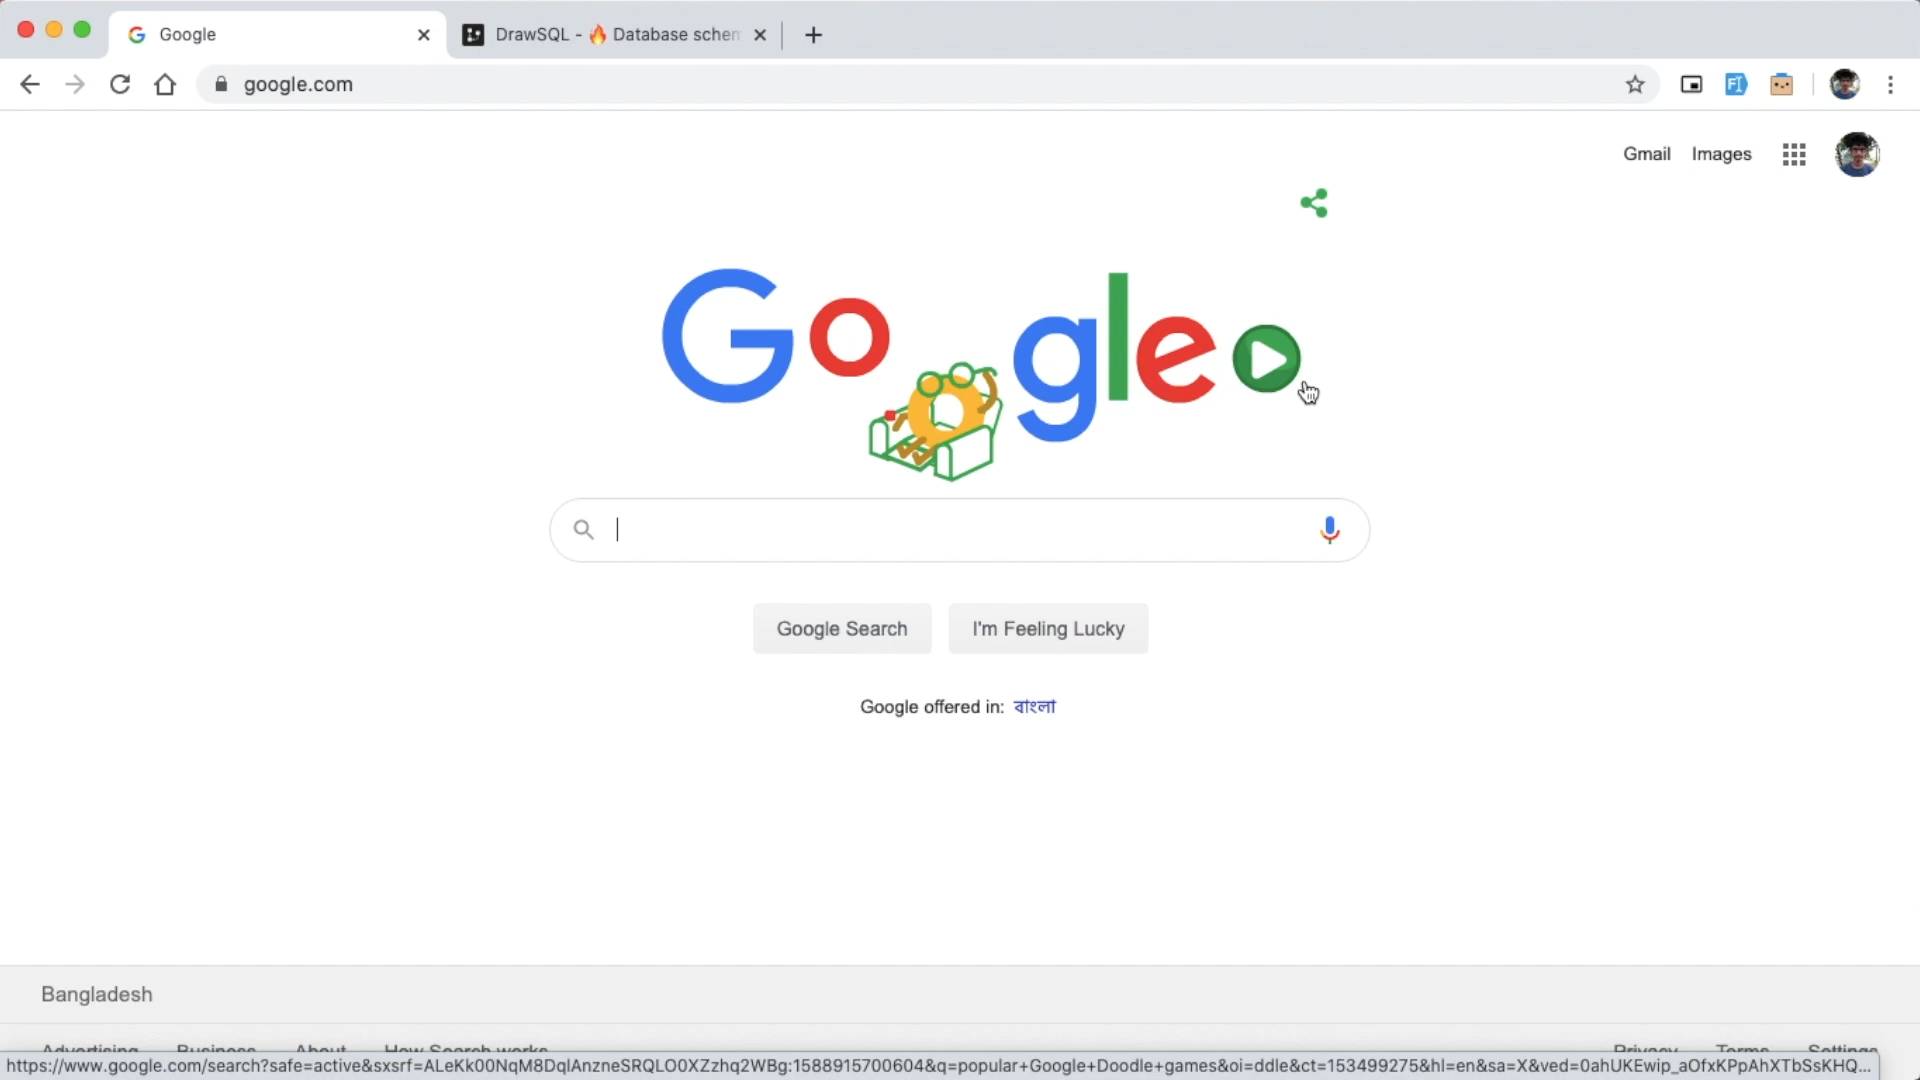 Google
DrawSQL - 🔥 Database schem
google.com
Gmail Images
Google
Google Search I'm Feeling Lucky
Google offered in: বাংলা
Bangladesh
Advertising Business About How Search works Privacy Terms Settings
https://www.google.com/search?safe=active&sxsrf=ALeKk00NqM8DqlAnzneSRQLO0XZzhq2WBg:1588915700604&q=popular+Google+Doodle+games&oi=ddle&ct=153499275&hl=en&sa=X&ved=0ahUKEwip_aOfxKPpAhXTbSsKHQ...